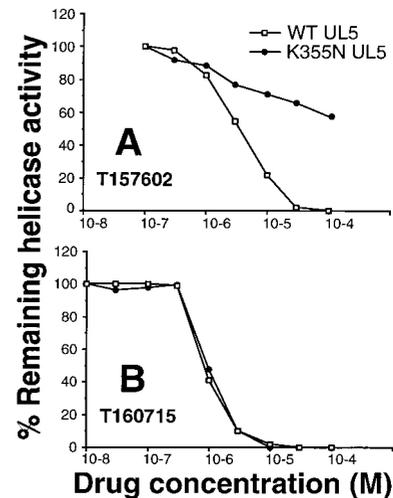 % Remaining helicase activity
120
100
80
60
40
20
0
WT UL5
K355N UL5
A
T157602
10-8 10-7 10-6 10-5 10-4
120
100
80
60
40
20
0
B
T160715
10-8 10-7 10-6 10-5 10-4
Drug concentration (M)